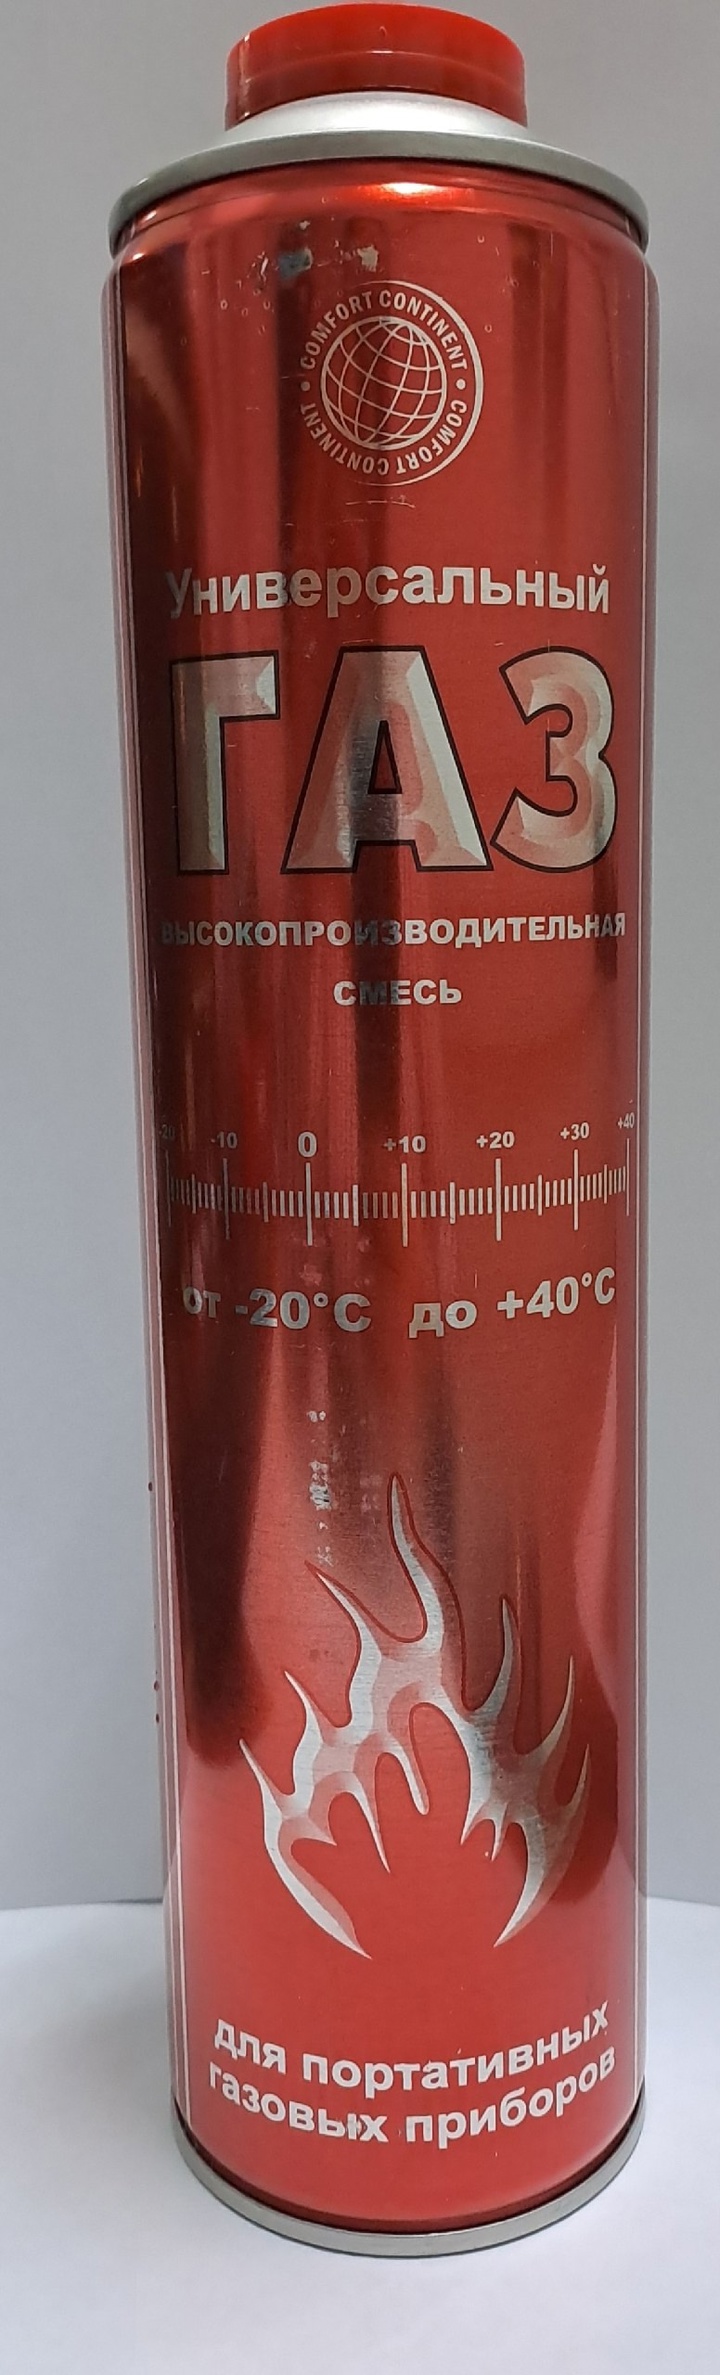 COMFORT CONTINENT • COMFORT CONTINENT •
Универсальный
ГАЗ
ВЫСОКОПРОИЗВОДИТЕЛЬНАЯ
СМЕСЬ
-20 -10 0 +10 +20 +30 +40
от -20°С до +40°С
для портативных
газовых приборов